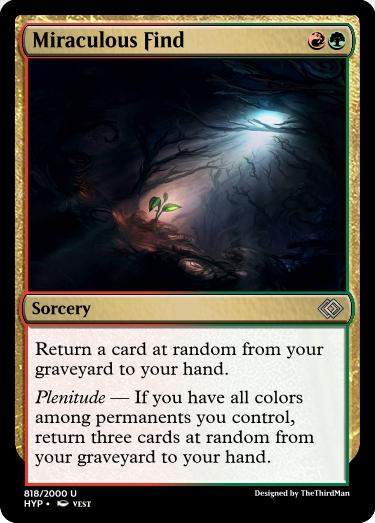 Miraculous Find
Sorcery
Return a card at random from your
graveyard to your hand.
Plenitude — If you have all colors
among permanents you control,
return three cards at random from
your graveyard to your hand.
818/2000 U
HYP • VEST
Designed by TheThirdMan